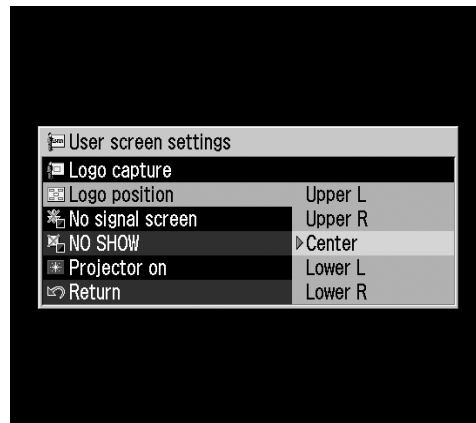 User screen settings
Logo capture
Logo position Upper L
No signal screen Upper R
NO SHOW Center
Projector on Lower L
Return Lower R